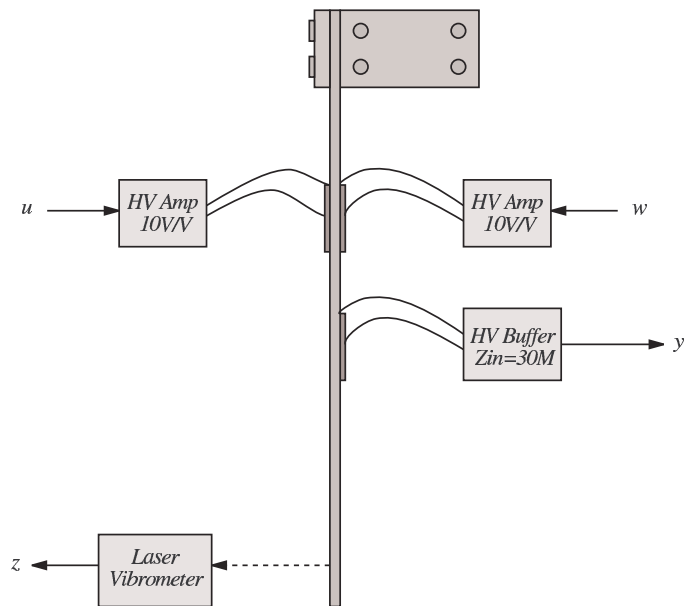 u
HV Amp
10V/V
HV Amp
10V/V
w
HV Buffer
Zin=30M
y
z
Laser
Vibrometer